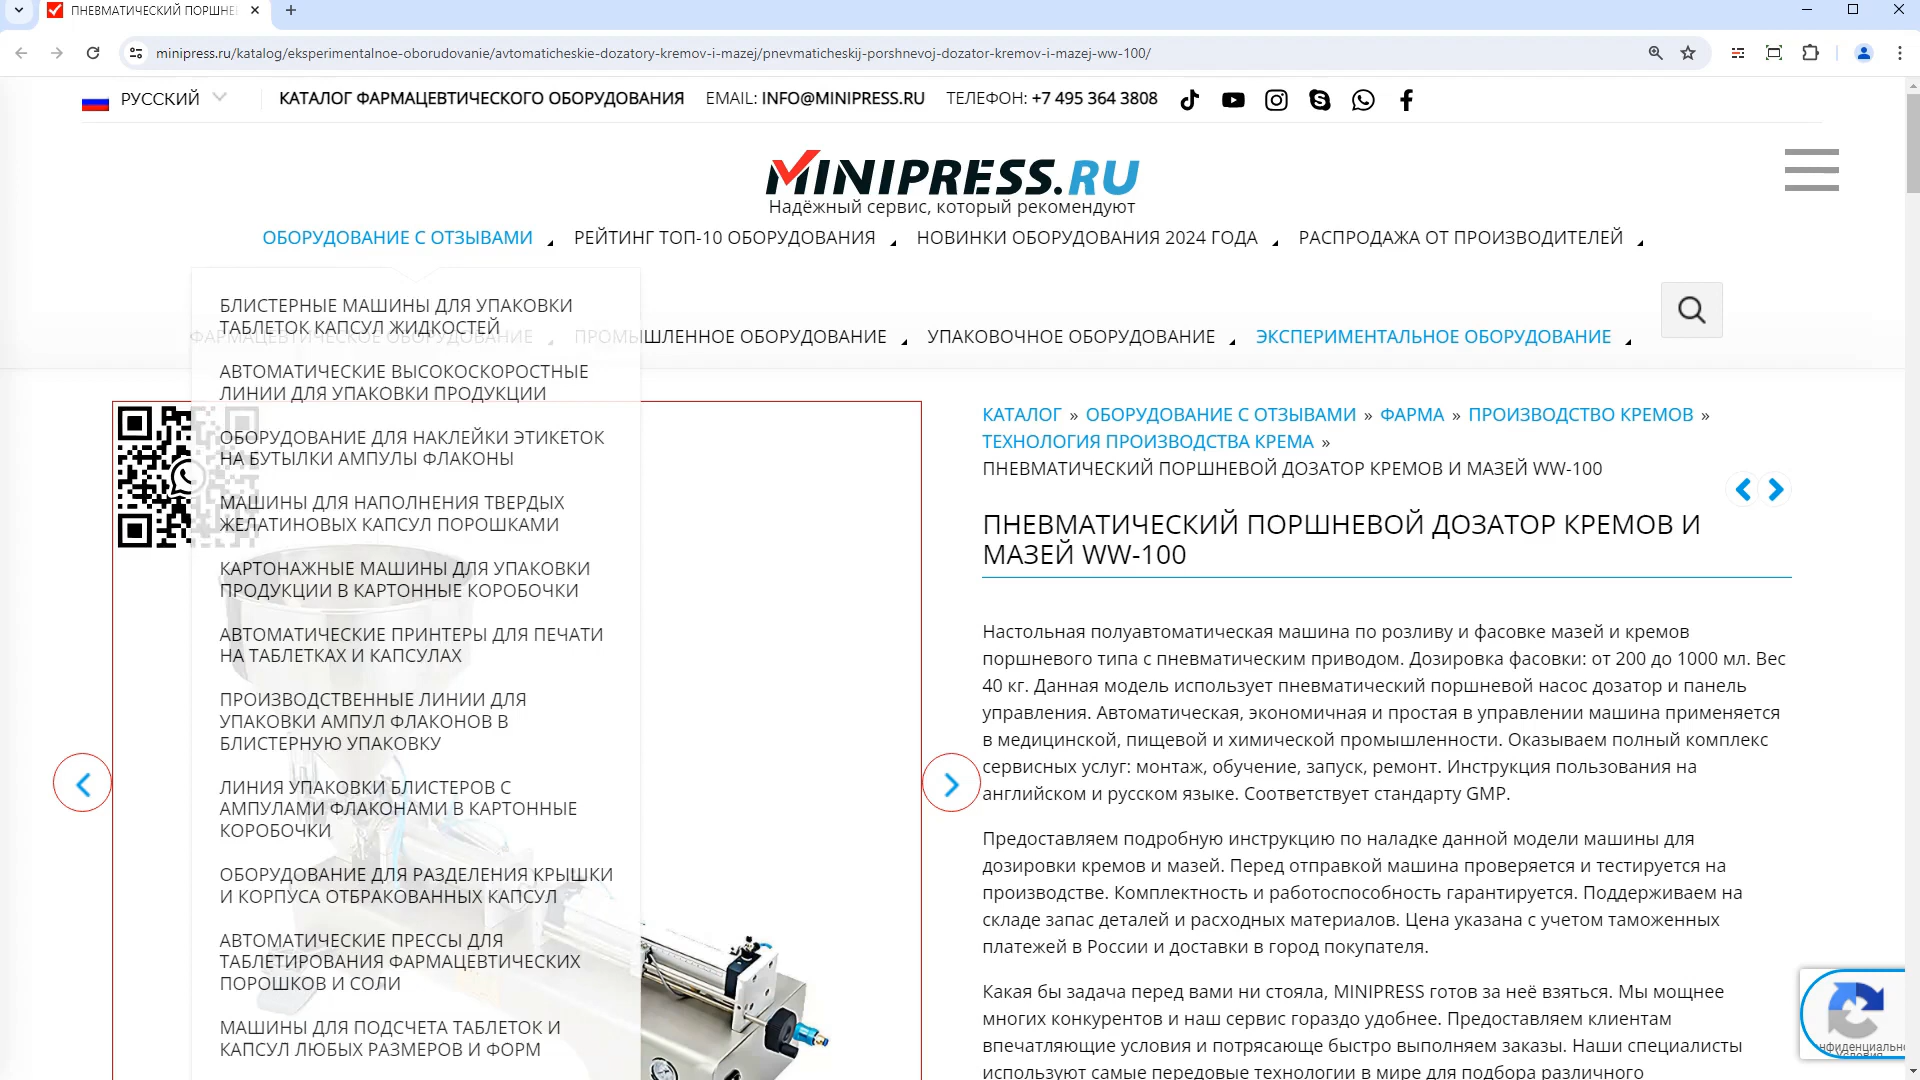 ПНЕВМАТИЧЕСКИЙ ПОРШНЕ
minipress.ru/katalog/eksperimentalnoe-oborudovanie/avtomaticheskie-dozatory-kremov-i-mazej/pnevmaticheskij-porshnevoj-dozator-kremov-i-mazej-ww-100/
РУССКИЙ
КАТАЛОГ ФАРМАЦЕВТИЧЕСКОГО ОБОРУДОВАНИЯ EMAIL: INFO@MINIPRESS.RU ТЕЛЕФОН: +7 495 364 3808
MINIPRESS.RU
Надёжный сервис, который рекомендуют
ОБОРУДОВАНИЕ С ОТЗЫВАМИ РЕЙТИНГ ТОП-10 ОБОРУДОВАНИЯ НОВИНКИ ОБОРУДОВАНИЯ 2024 ГОДА РАСПРОДАЖА ОТ ПРОИЗВОДИТЕЛЕЙ
ФАРМАЦЕВТИЧЕСКОЕ ОБОРУДОВАНИЕ ПРОМЫШЛЕННОЕ ОБОРУДОВАНИЕ УПАКОВОЧНОЕ ОБОРУДОВАНИЕ ЭКСПЕРИМЕНТАЛЬНОЕ ОБОРУДОВАНИЕ
БЛИСТЕРНЫЕ МАШИНЫ ДЛЯ УПАКОВКИ
ТАБЛЕТОК КАПСУЛ ЖИДКОСТЕЙ
АВТОМАТИЧЕСКИЕ ВЫСОКОСКОРОСТНЫЕ
ЛИНИИ ДЛЯ УПАКОВКИ ПРОДУКЦИИ
ОБОРУДОВАНИЕ ДЛЯ НАКЛЕЙКИ ЭТИКЕТОК
НА БУТЫЛКИ АМПУЛЫ ФЛАКОНЫ
МАШИНЫ ДЛЯ НАПОЛНЕНИЯ ТВЕРДЫХ
ЖЕЛАТИНОВЫХ КАПСУЛ ПОРОШКАМИ
КАРТОНАЖНЫЕ МАШИНЫ ДЛЯ УПАКОВКИ
ПРОДУКЦИИ В КАРТОННЫЕ КОРОБОЧКИ
АВТОМАТИЧЕСКИЕ ПРИНТЕРЫ ДЛЯ ПЕЧАТИ
НА ТАБЛЕТКАХ И КАПСУЛАХ
ПРОИЗВОДСТВЕННЫЕ ЛИНИИ ДЛЯ
УПАКОВКИ АМПУЛ ФЛАКОНОВ В
БЛИСТЕРНУЮ УПАКОВКУ
ЛИНИЯ УПАКОВКИ БЛИСТЕРОВ С
АМПУЛАМИ ФЛАКОНАМИ В КАРТОННЫЕ
КОРОБОЧКИ
ОБОРУДОВАНИЕ ДЛЯ РАЗДЕЛЕНИЯ КРЫШКИ
И КОРПУСА ОТБРАКОВАННЫХ КАПСУЛ
АВТОМАТИЧЕСКИЕ ПРЕССЫ ДЛЯ
ТАБЛЕТИРОВАНИЯ ФАРМАЦЕВТИЧЕСКИХ
ПОРОШКОВ И СОЛИ
МАШИНЫ ДЛЯ ПОДСЧЕТА ТАБЛЕТОК И
КАПСУЛ ЛЮБЫХ РАЗМЕРОВ И ФОРМ
КАТАЛОГ » ОБОРУДОВАНИЕ С ОТЗЫВАМИ » ФАРМА » ПРОИЗВОДСТВО КРЕМОВ »
ТЕХНОЛОГИЯ ПРОИЗВОДСТВА КРЕМА »
ПНЕВМАТИЧЕСКИЙ ПОРШНЕВОЙ ДОЗАТОР КРЕМОВ И МАЗЕЙ WW-100
ПНЕВМАТИЧЕСКИЙ ПОРШНЕВОЙ ДОЗАТОР КРЕМОВ И
МАЗЕЙ WW-100
Настольная полуавтоматическая машина по розливу и фасовке мазей и кремов
поршневого типа с пневматическим приводом. Дозировка фасовки: от 200 до 1000 мл. Вес
40 кг. Данная модель использует пневматический поршневой насос дозатор и панель
управления. Автоматическая, экономичная и простая в управлении машина применяется
в медицинской, пищевой и химической промышленности. Оказываем полный комплекс
сервисных услуг: монтаж, обучение, запуск, ремонт. Инструкция пользования на
английском и русском языке. Соответствует стандарту GMP.
Предоставляем подробную инструкцию по наладке данной модели машины для
дозировки кремов и мазей. Перед отправкой машина проверяется и тестируется на
производстве. Комплектность и работоспособность гарантируется. Поддерживаем на
складе запас деталей и расходных материалов. Цена указана с учетом таможенных
платежей в России и доставки в город покупателя.
Какая бы задача перед вами ни стояла, MINIPRESS готов за неё взяться. Мы мощнее
многих конкурентов и наш сервис гораздо удобнее. Предоставляем клиентам
впечатляющие условия и потрясающе быстро выполняем заказы. Наши специалисты
используют самые передовые технологии в мире для подбора различного